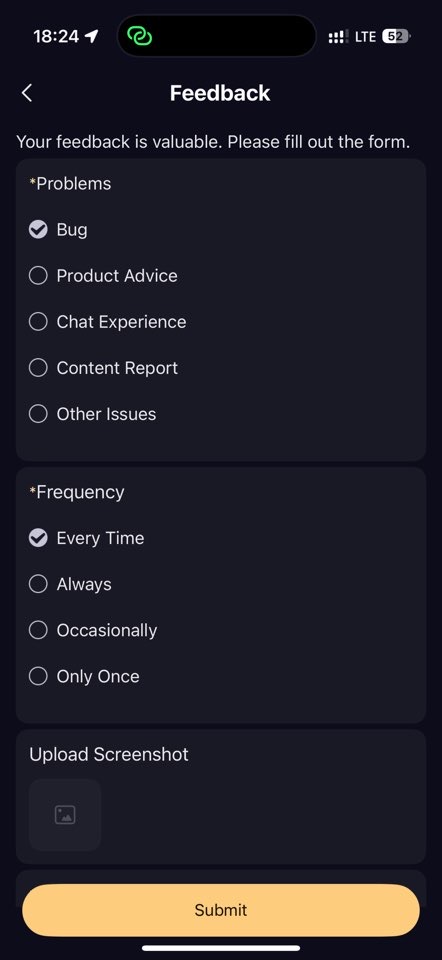 18:24 LTE 52
Feedback
Your feedback is valuable. Please fill out the form.
*Problems
Bug
Product Advice
Chat Experience
Content Report
Other Issues
*Frequency
Every Time
Always
Occasionally
Only Once
Upload Screenshot
Submit